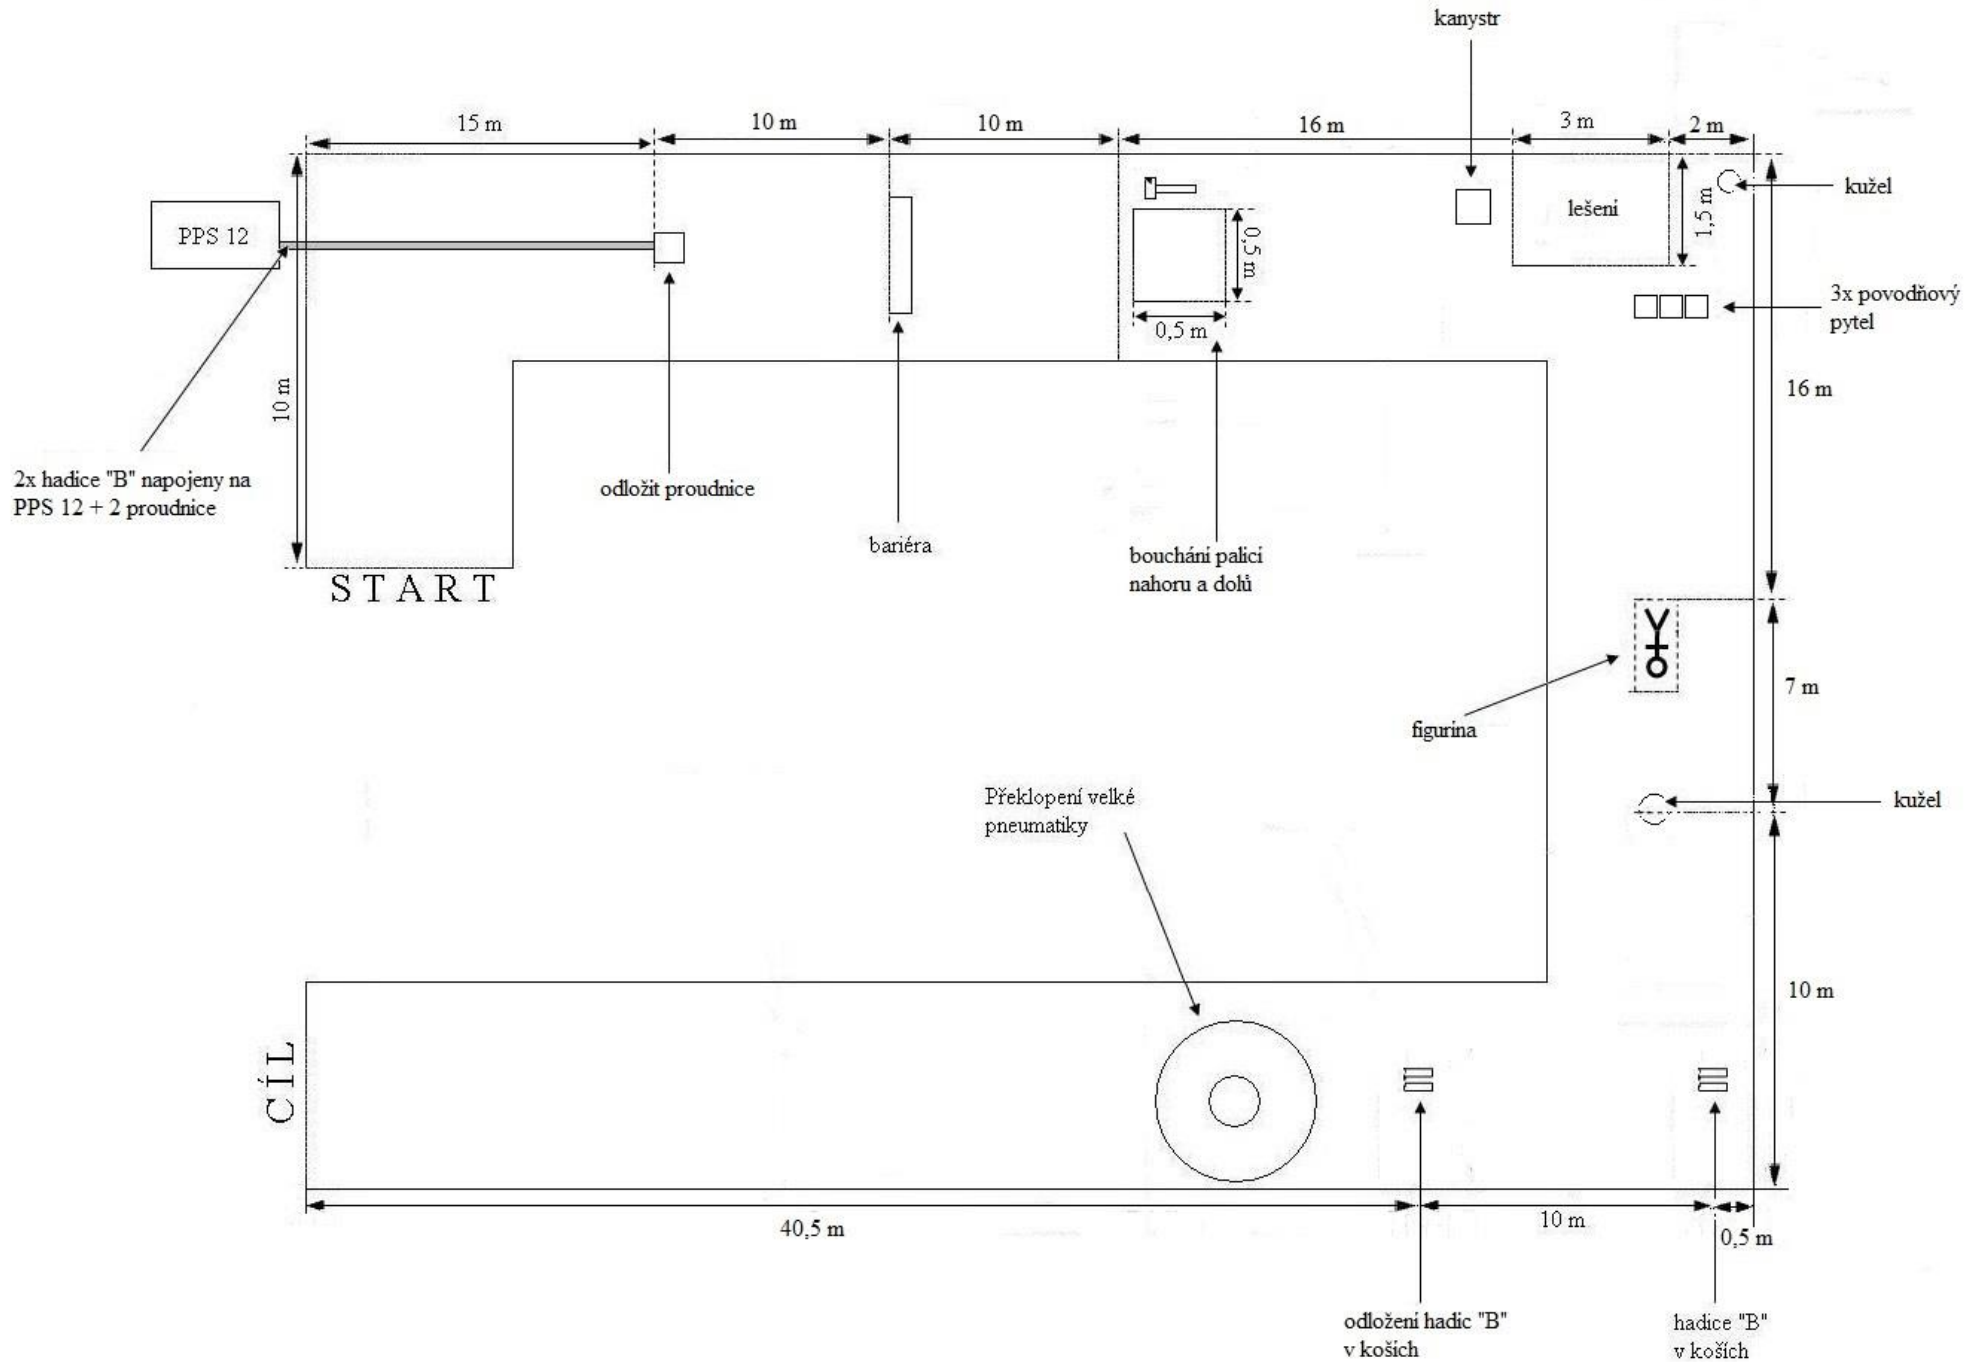 kanystr
15 m
10 m
10 m
16 m
3 m
2 m
PPS 12
lešení
1,5 m
kužel
0,5 m
0,5 m
3x povodňový
pytel
10 m
16 m
2x hadice "B" napojeny na
PPS 12 + 2 proudnice
odložit proudnice
bariéra
bouchání palicí
nahoru a dolů
START
figurína
7 m
Překlopení velké
pneumatiky
kužel
10 m
CÍL
40,5 m
10 m
0,5 m
odložení hadic "B"
v koších
hadice "B"
v koších